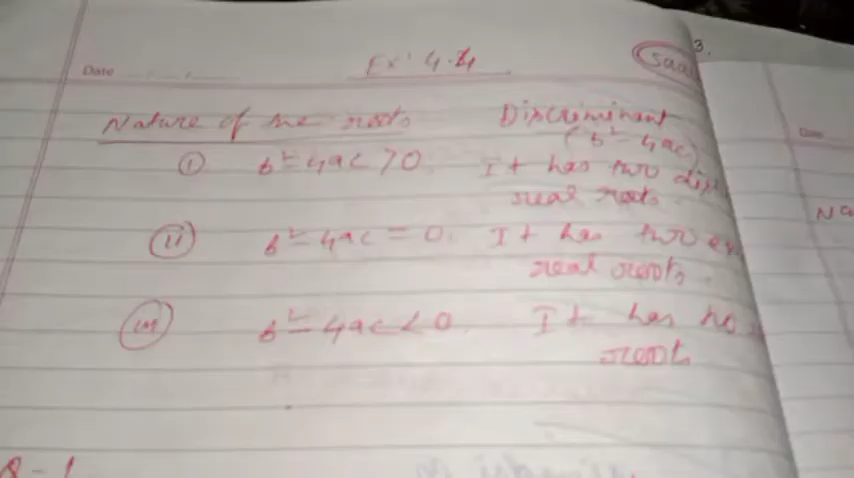 3.
Date
Ex: 4.4
Date
Nature of the roots Discriminant
(b² - 4ac)
(i) b² - 4ac > 0. It has two
real roots.
(ii) b² - 4ac = 0. It has two
real roots.
(iii) b² - 4ac < 0. It has no
roots
Na
Q-1